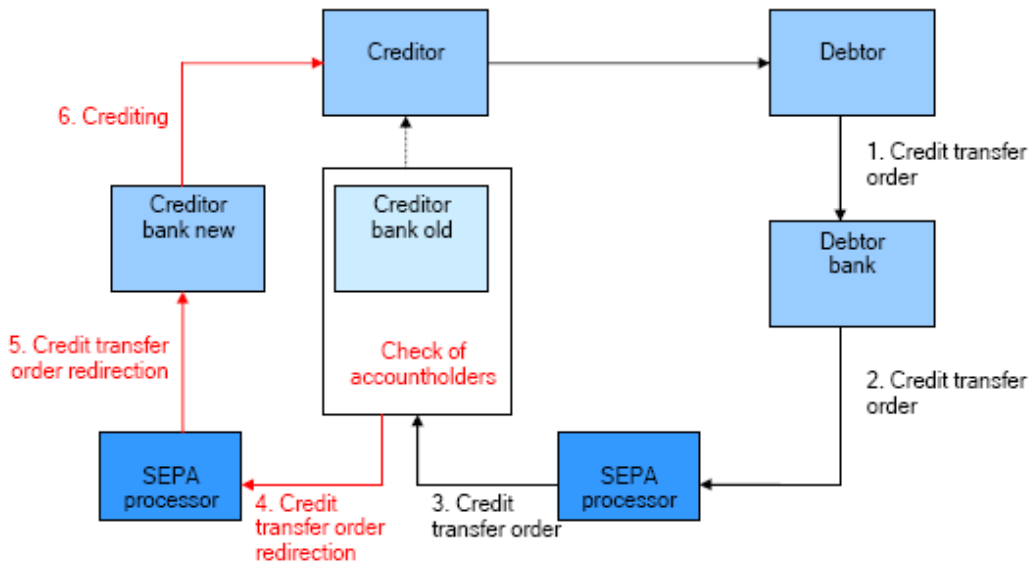 Creditor
Debtor
6. Crediting
1. Credit transfer
order
Creditor
bank new
Creditor
bank old
Debtor
bank
5. Credit transfer
order redirection
Check of
accountholders
2. Credit transfer
order
SEPA
processor
4. Credit
transfer order
redirection
3. Credit
transfer order
SEPA
processor